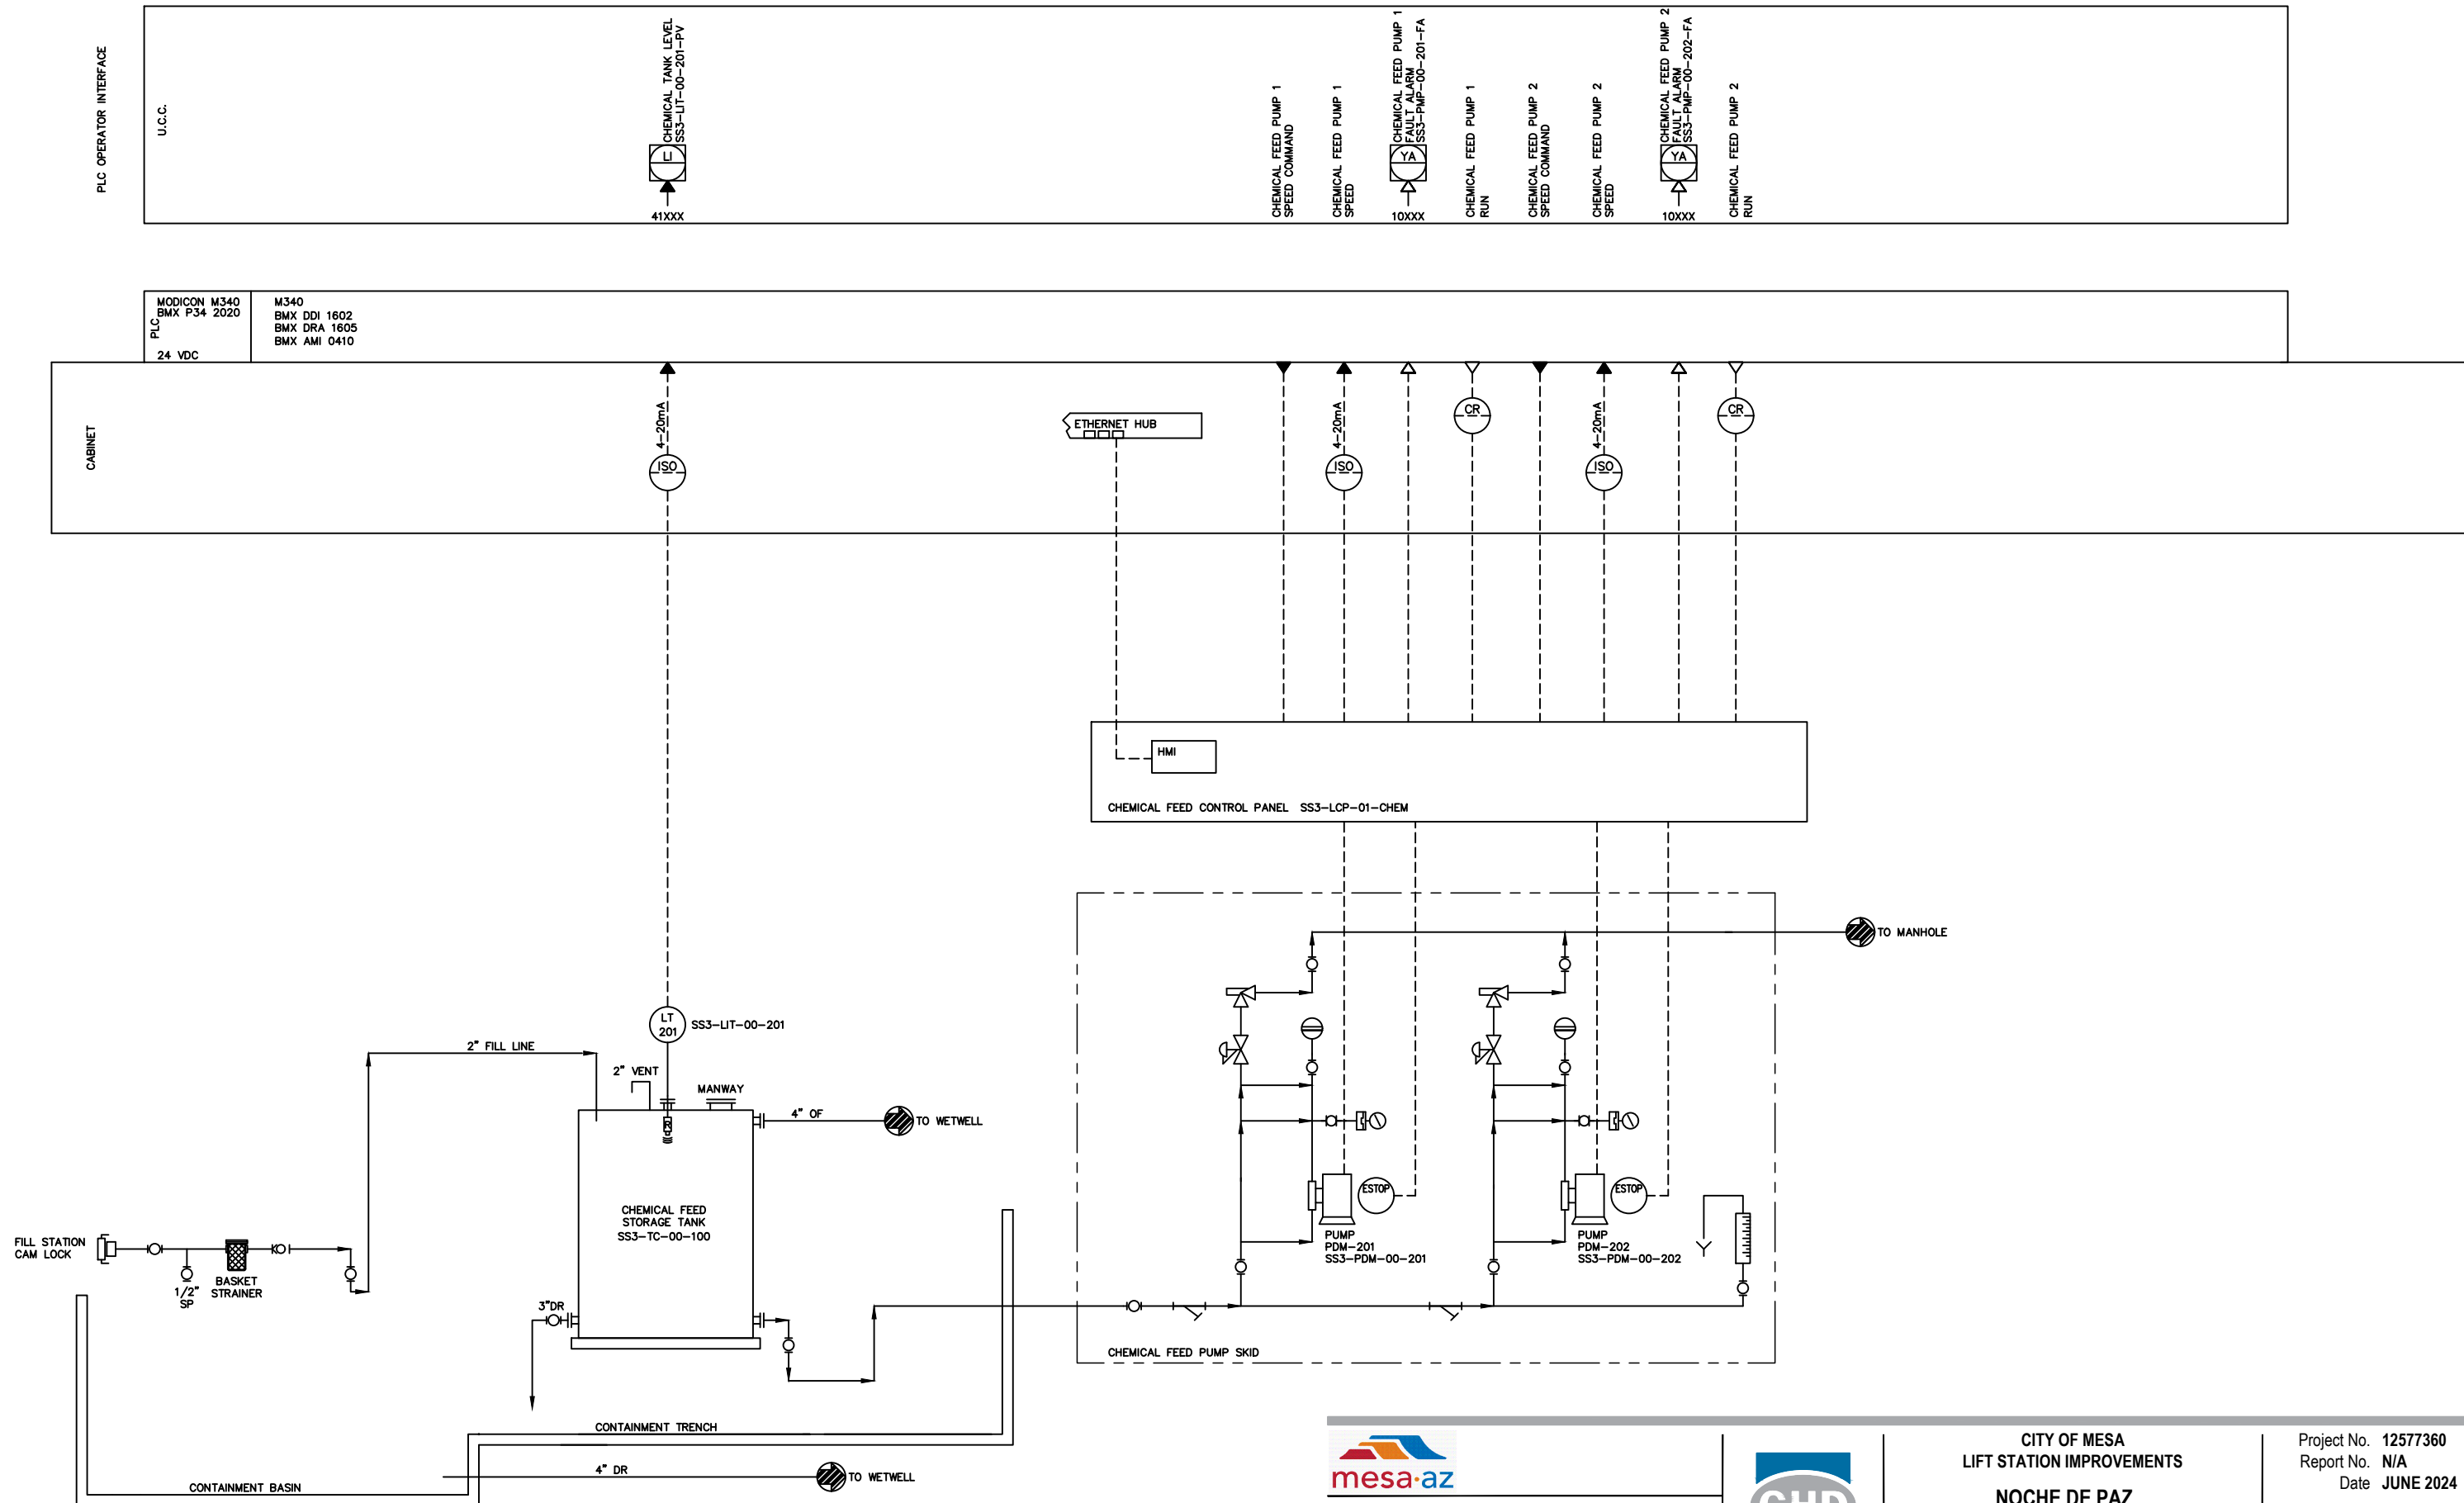 PLC OPERATOR INTERFACE
U.C.C.
CHEMICAL TANK LEVEL
SS3-LIT-00-201-PV
LI
41XXX
CHEMICAL FEED PUMP 1
SPEED COMMAND
CHEMICAL FEED PUMP 1
SPEED
CHEMICAL FEED PUMP 1
FAULT ALARM
SS3-PMP-00-201-FA
YA
10XXX
CHEMICAL FEED PUMP 1
RUN
CHEMICAL FEED PUMP 2
SPEED COMMAND
CHEMICAL FEED PUMP 2
SPEED
CHEMICAL FEED PUMP 2
FAULT ALARM
SS3-PMP-00-202-FA
YA
10XXX
CHEMICAL FEED PUMP 2
RUN
MODICON M340
BMX P34 2020
PLC
24 VDC
M340
BMX DDI 1602
BMX DRA 1605
BMX AMI 0410
CABINET
4-20mA
ISO
ETHERNET HUB
4-20mA
ISO
CR
4-20mA
ISO
CR
HMI
CHEMICAL FEED CONTROL PANEL SS3-LCP-01-CHEM
TO MANHOLE
LT
201
SS3-LIT-00-201
2" FILL LINE
2" VENT
MANWAY
4" OF
TO WETWELL
CHEMICAL FEED
STORAGE TANK
SS3-TC-00-100
FILL STATION
CAM LOCK
1/2"
SP
BASKET
STRAINER
3"DR
ESTOP
PUMP
PDM-201
SS3-PDM-00-201
ESTOP
PUMP
PDM-202
SS3-PDM-00-202
CHEMICAL FEED PUMP SKID
CONTAINMENT TRENCH
4" DR
TO WETWELL
CONTAINMENT BASIN
mesa·az
GHD
CITY OF MESA
LIFT STATION IMPROVEMENTS
NOCHE DE PAZ
Project No. 12577360
Report No. N/A
Date JUNE 2024